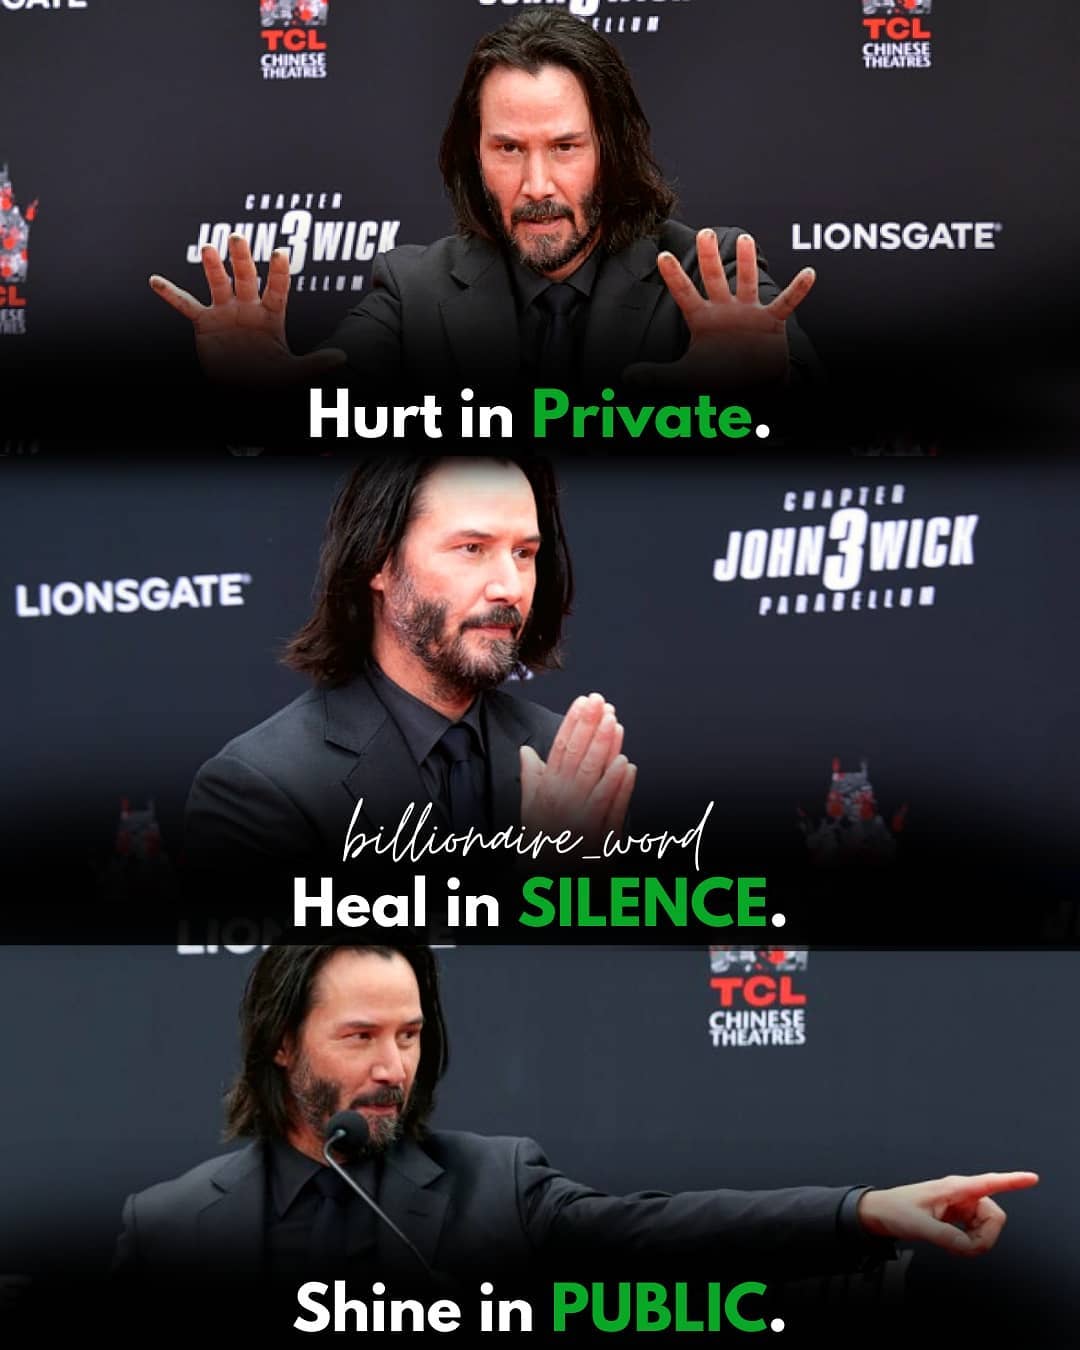 TCL
CHINESE
THEATRES
TCL
CHINESE
THEATRES
CHAPTER
JOHN 3 WICK
LIONSGATE
Hurt in Private.
LIONSGATE
CHAPTER
JOHN 3 WICK
PARABELLUM
billionaire_word
Heal in SILENCE.
TCL
CHINESE
THEATRES
Shine in PUBLIC.